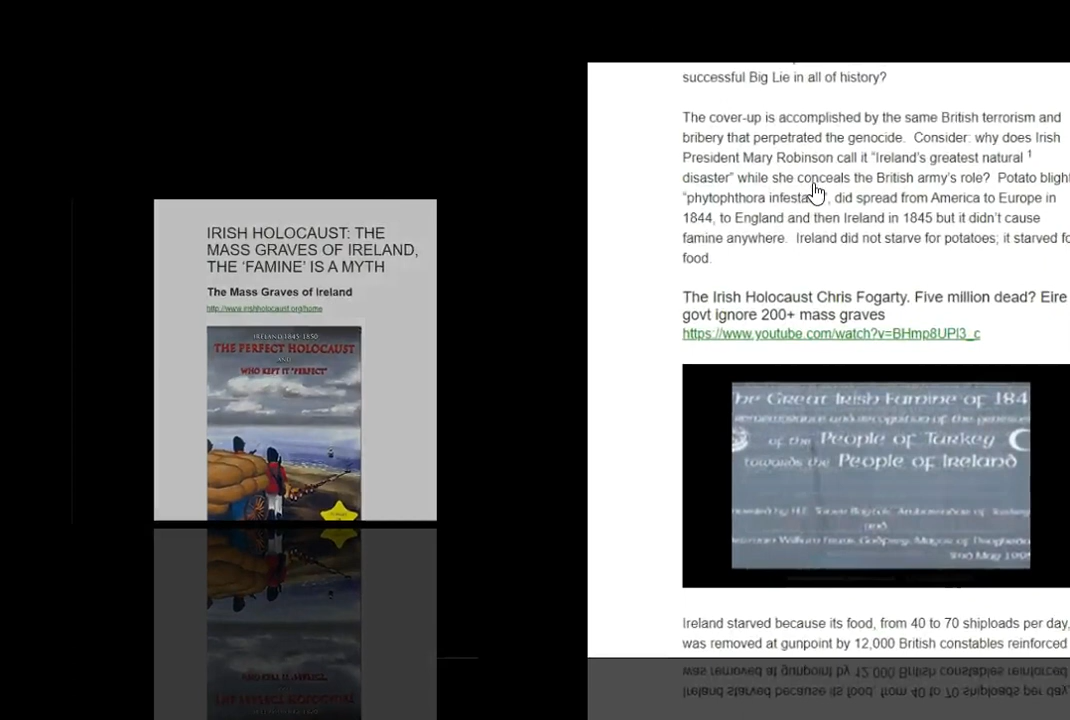 IRISH HOLOCAUST: THE
MASS GRAVES OF IRELAND,
THE ‘FAMINE’ IS A MYTH
The Mass Graves of Ireland
http://www.irishholocaust.org/home
IRELAND 1845-1850
THE PERFECT HOLOCAUST
AND
WHO KEPT IT "PERFECT"
successful Big Lie in all of history?
The cover-up is accomplished by the same British terrorism and
bribery that perpetrated the genocide. Consider: why does Irish
President Mary Robinson call it “Ireland’s greatest natural 1
disaster” while she conceals the British army’s role? Potato blight
“phytophthora , did spread from America to Europe in
1844, to England and then Ireland in 1845 but it didn’t cause
famine anywhere. Ireland did not starve for potatoes; it starved
food.
The Irish Holocaust Chris Fogarty. Five million dead? Eire
govt ignore 200+ mass graves
https://www.youtube.com/watch?v=BHmp8UPl3_c
Great Irish Famine of 184
of the People of Turkey
towards the People of Ireland
Ireland starved because its food, from 40 to 70 shiploads per day,
was removed at gunpoint by 12,000 British constables reinforced